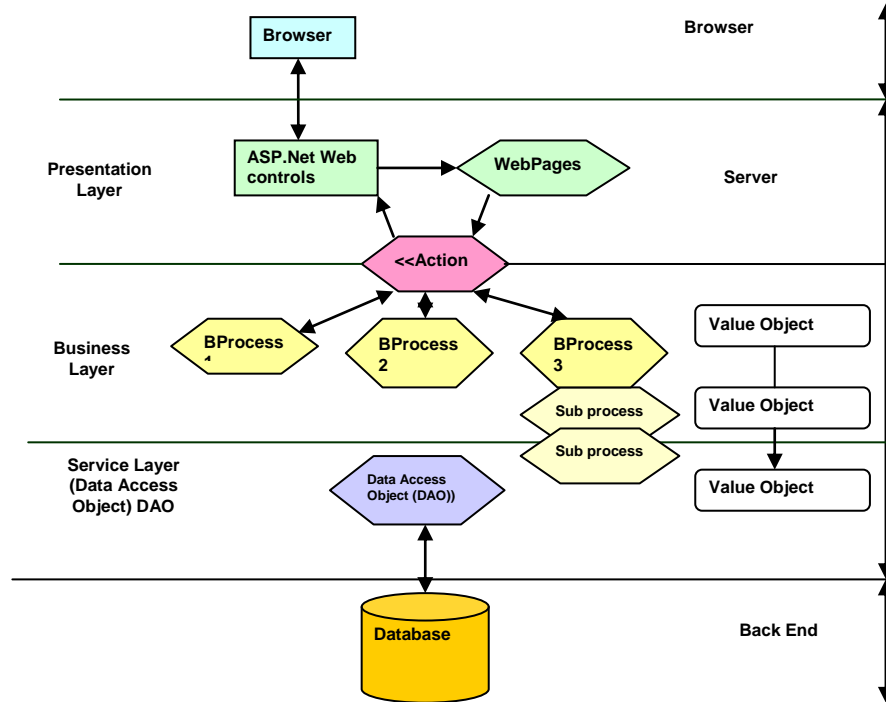 Browser
Browser
ASP.Net Web
controls
WebPages
Presentation
Layer
Server
<<Action
BProcess
BProcess
2
BProcess
3
Value Object
Business
Layer
Sub process
Value Object
Sub process
Service Layer
(Data Access
Object) DAO
Data Access
Object (DAO))
Value Object
Database
Back End